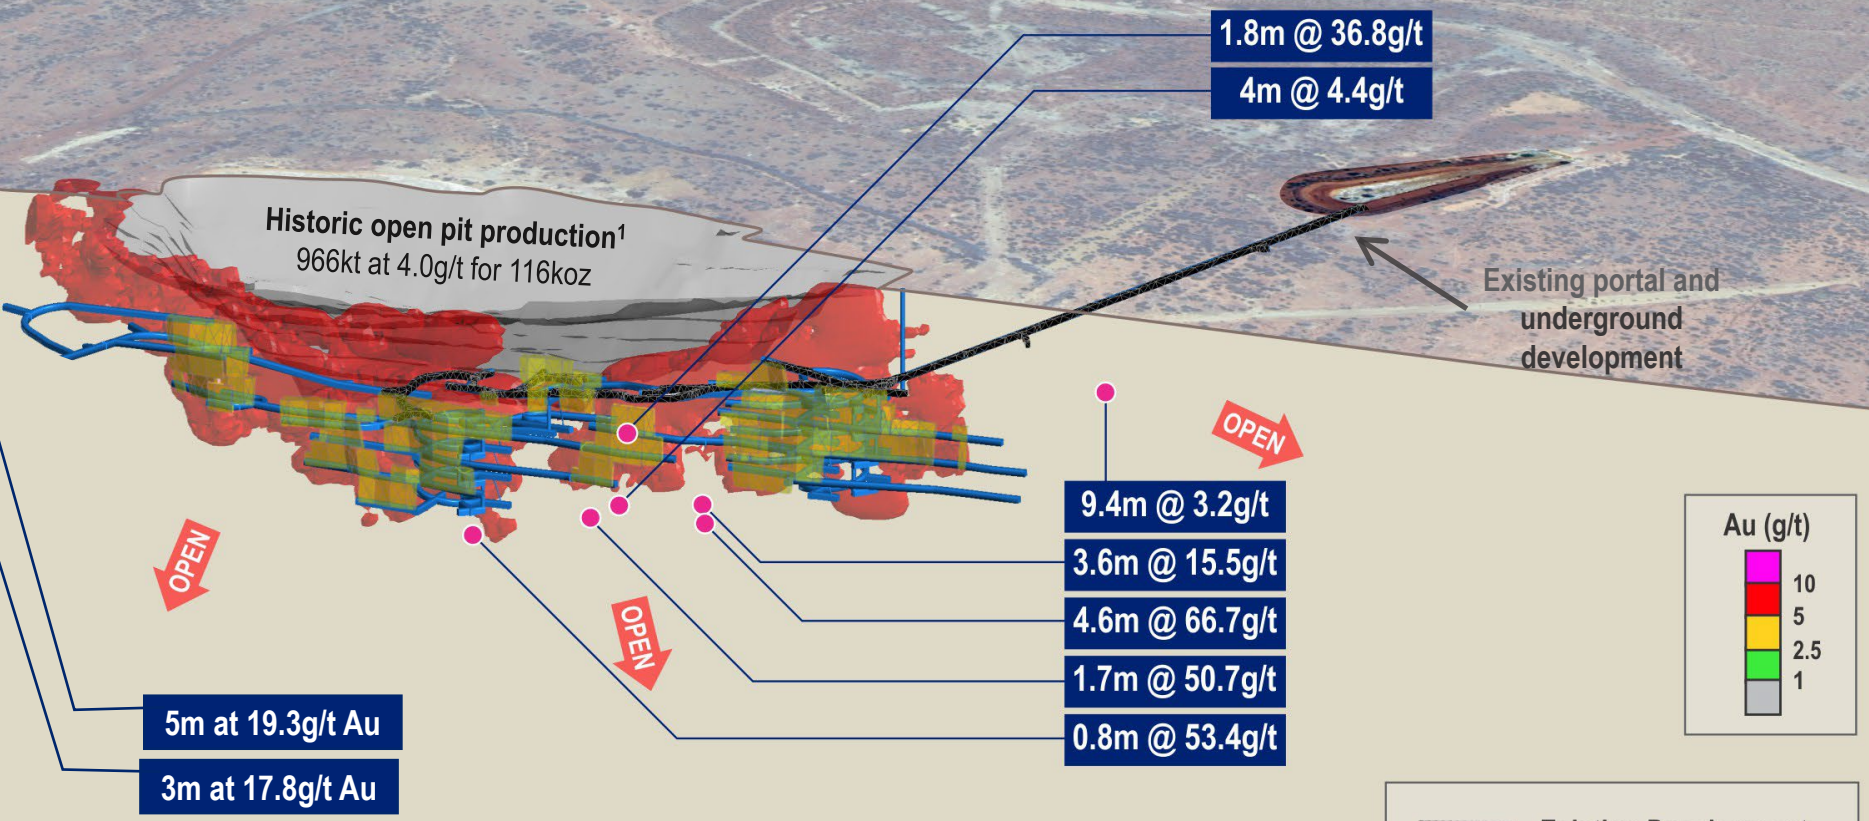 1.8m @ 36.8g/t
4m @ 4.4g/t
Historic open pit production¹
966kt at 4.0g/t for 116koz
Existing portal and
underground
development
OPEN
9.4m @ 3.2g/t
3.6m @ 15.5g/t
4.6m @ 66.7g/t
1.7m @ 50.7g/t
0.8m @ 53.4g/t
OPEN
OPEN
Au (g/t)
10
5
2.5
1
5m at 19.3g/t Au
3m at 17.8g/t Au